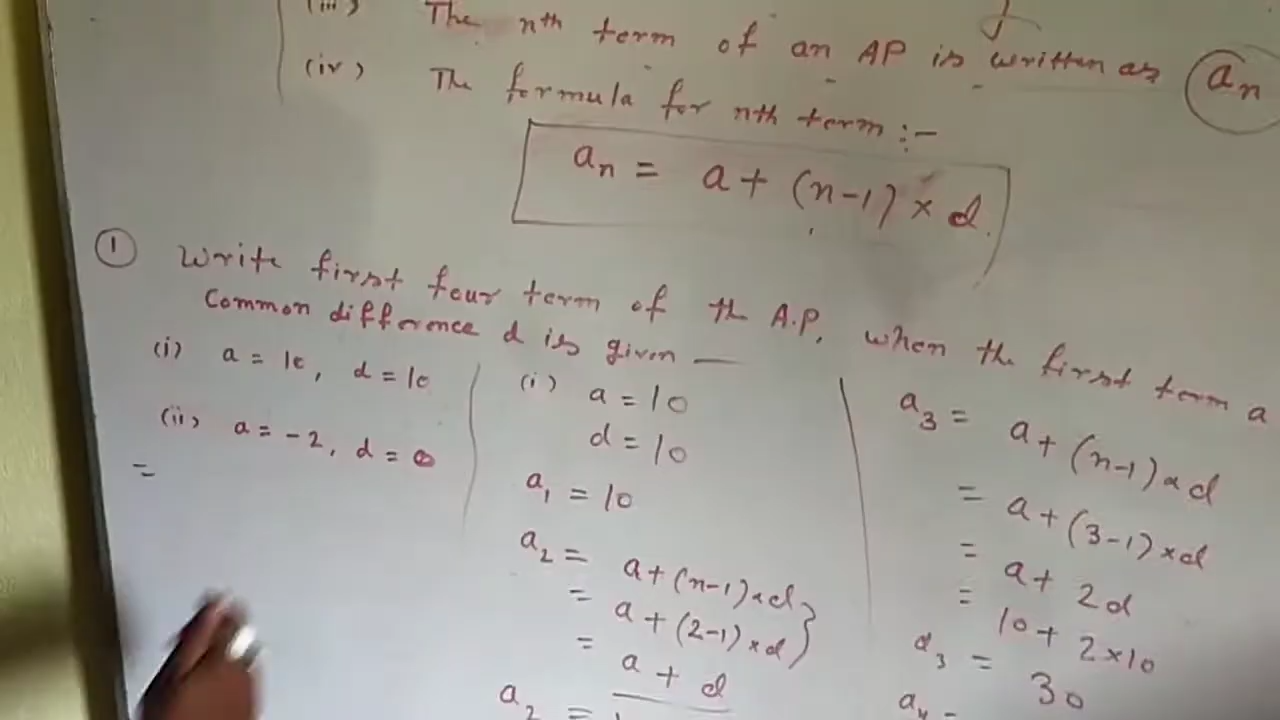 (iii) The nth term of an AP is written as an
(iv) The formula for nth term :-
an = a + (n-1) × d.
① Write first four term of th A.P, when the first term a
Common difference d is given —
(i) a = 10, d = 10
(ii) a = -2, d = 0
=
(i) a = 10
d = 10
a1 = 10
a2 = a + (n-1) × d
= a + (2-1) × d
= a + d
a2 =
a3 = a + (n-1) × d
= a + (3-1) × d
= a + 2d
= 10 + 2×10
a3 = 30
a4 =